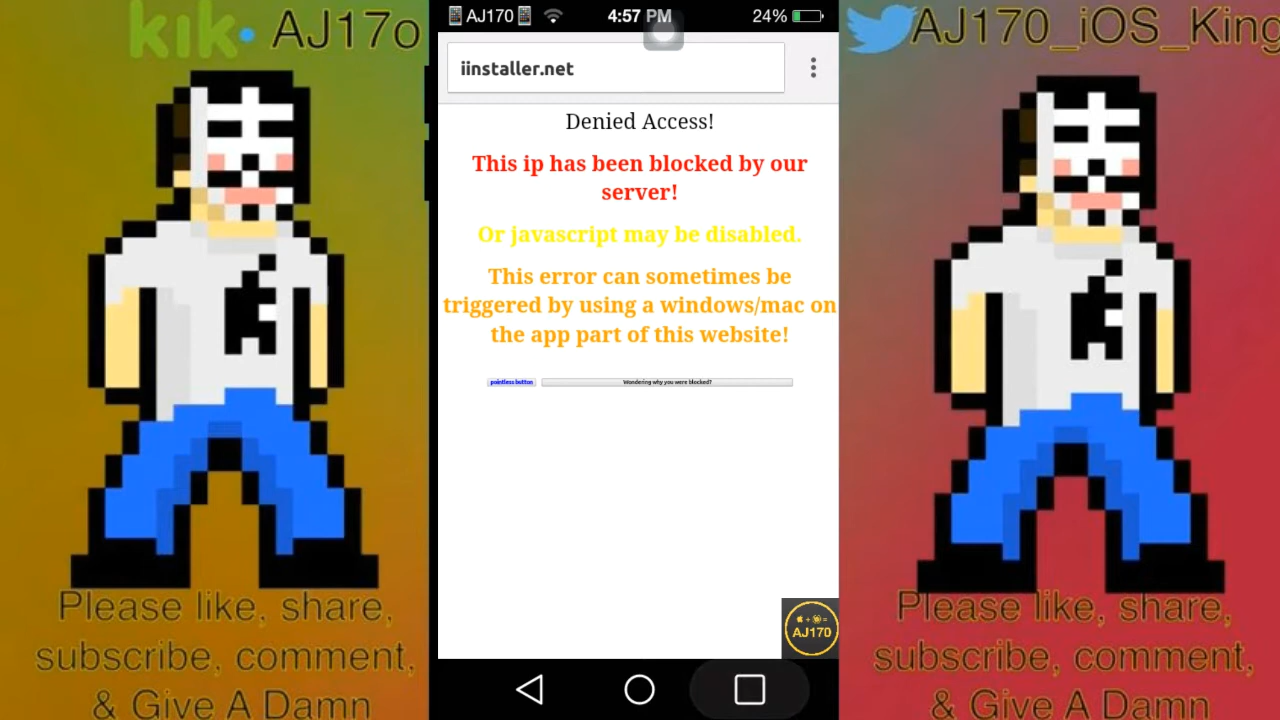 kik• AJ17o
Please like, share,
subscribe, comment,
& Give A Damn
AJ170
4:57 PM
24%
iinstaller.net
Denied Access!
This ip has been blocked by our
server!
Or javascript may be disabled.
This error can sometimes be
triggered by using a windows/mac on
the app part of this website!
pointless button
Wondering why you were blocked?
AJ170
AJ170_iOS_King
Please like, share,
subscribe, comment,
& Give A Damn